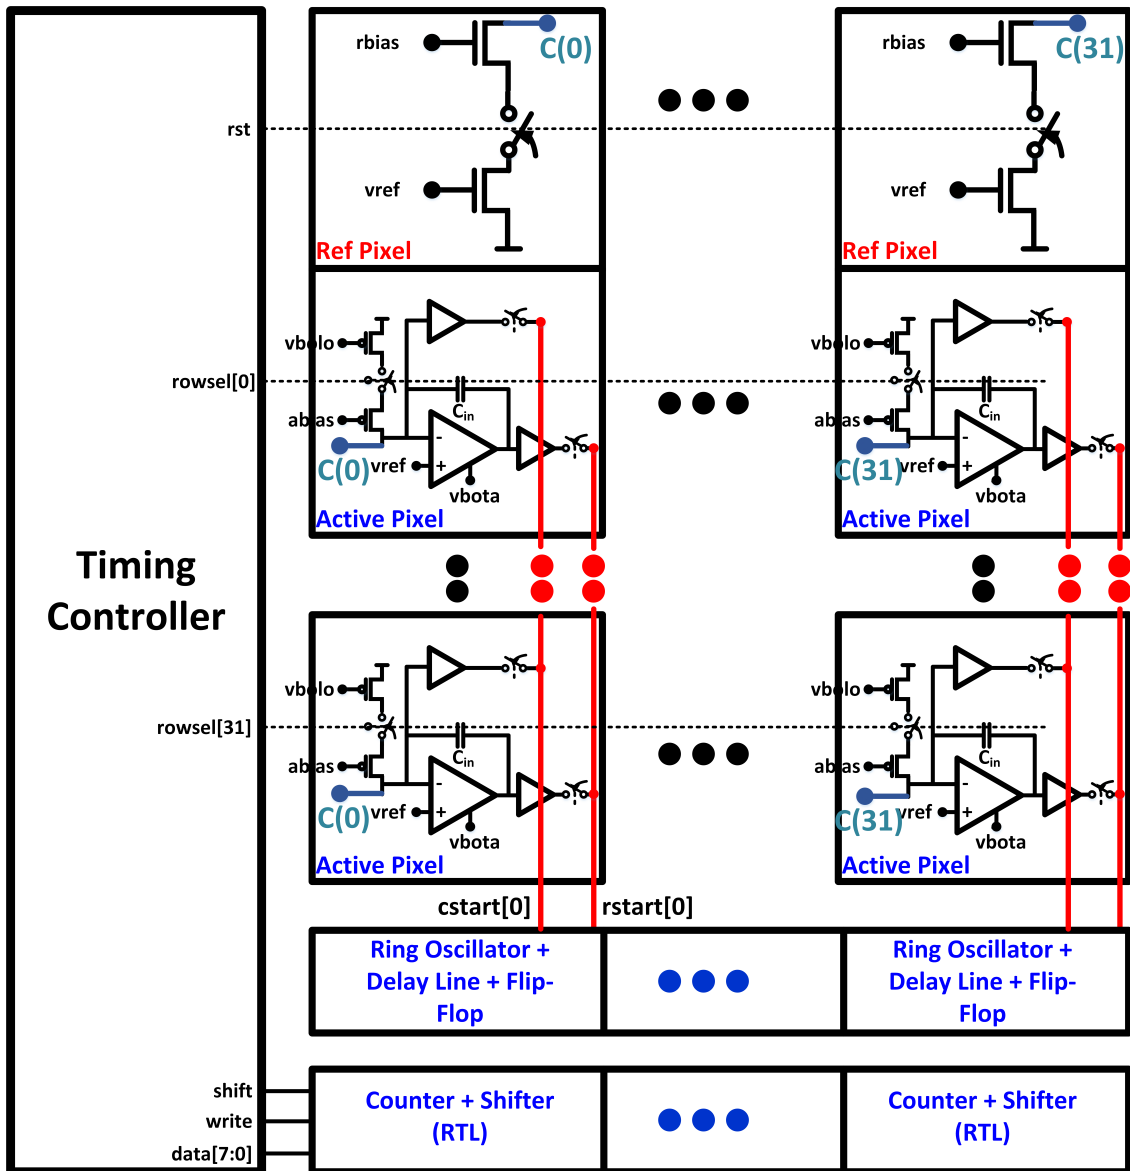 rbias
C(0)
rbias
C(31)
rst
vref
vref
Ref Pixel
Ref Pixel
vbolo
vbolo
rowsel[0]
abias
Cin
abias
Cin
-
-
C(0)
vref
+
C(31)
vref
+
vbota
vbota
Active Pixel
Active Pixel
Timing
Controller
vbolo
vbolo
rowsel[31]
abias
Cin
abias
Cin
-
-
C(0)
vref
+
C(31)
vref
+
vbota
vbota
Active Pixel
Active Pixel
cstart[0]
rstart[0]
Ring Oscillator +
Delay Line + Flip-
Flop
Ring Oscillator +
Delay Line + Flip-
Flop
shift
write
data[7:0]
Counter + Shifter
(RTL)
Counter + Shifter
(RTL)